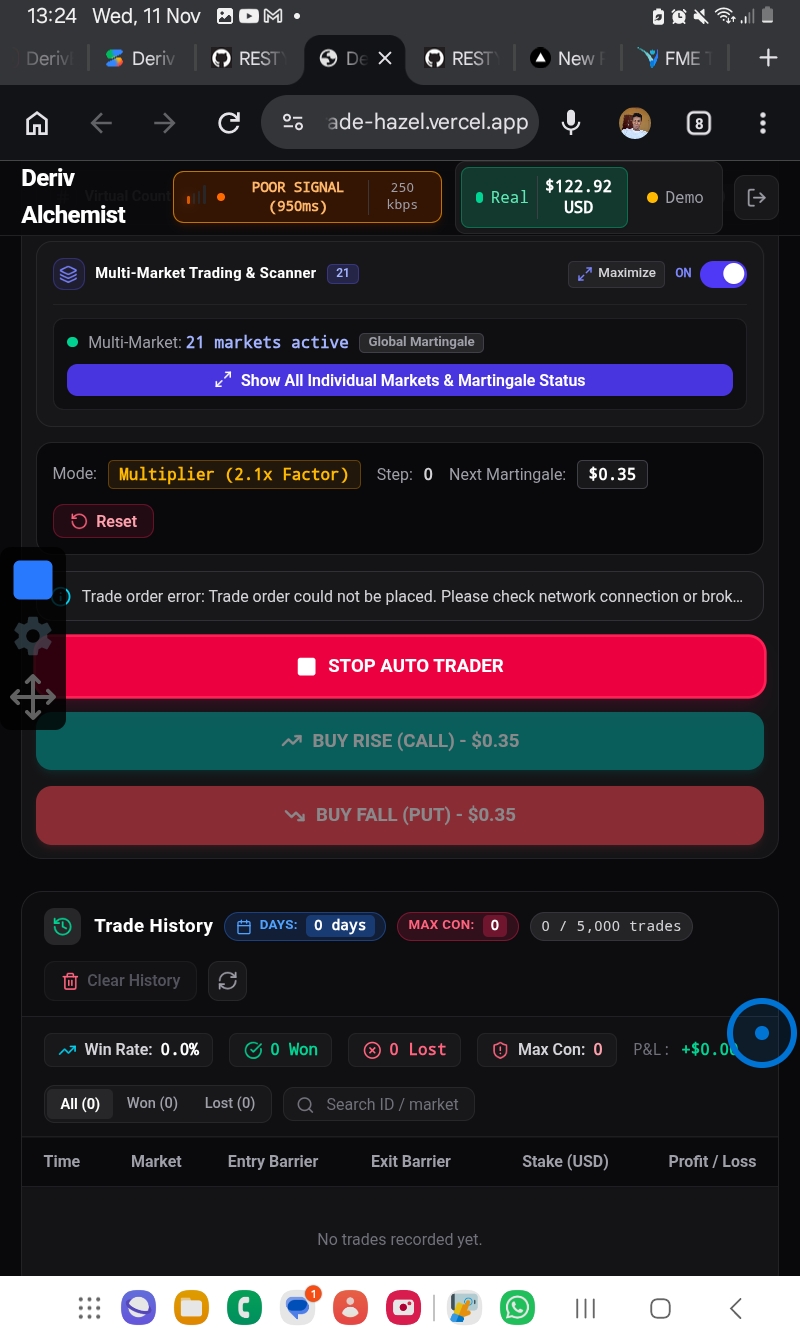 13:24 Wed, 11 Nov
Deriv Deriv REST De REST New FME T
ade-hazel.vercel.app 8
Deriv Alchemist
Virtual Count
POOR SIGNAL (950ms) 250 kbps
Real $122.92 USD
Demo
Multi-Market Trading & Scanner 21 Maximize ON
Multi-Market: 21 markets active Global Martingale
Show All Individual Markets & Martingale Status
Mode: Multiplier (2.1x Factor) Step: 0 Next Martingale: $0.35
Reset
Trade order error: Trade order could not be placed. Please check network connection or brok...
STOP AUTO TRADER
BUY RISE (CALL) - $0.35
BUY FALL (PUT) - $0.35
Trade History DAYS: 0 days MAX CON: 0 0 / 5,000 trades
Clear History
Win Rate: 0.0% 0 Won 0 Lost Max Con: 0 P&L: +$0.00
All (0) Won (0) Lost (0) Search ID / market
Time Market Entry Barrier Exit Barrier Stake (USD) Profit / Loss
No trades recorded yet.
1